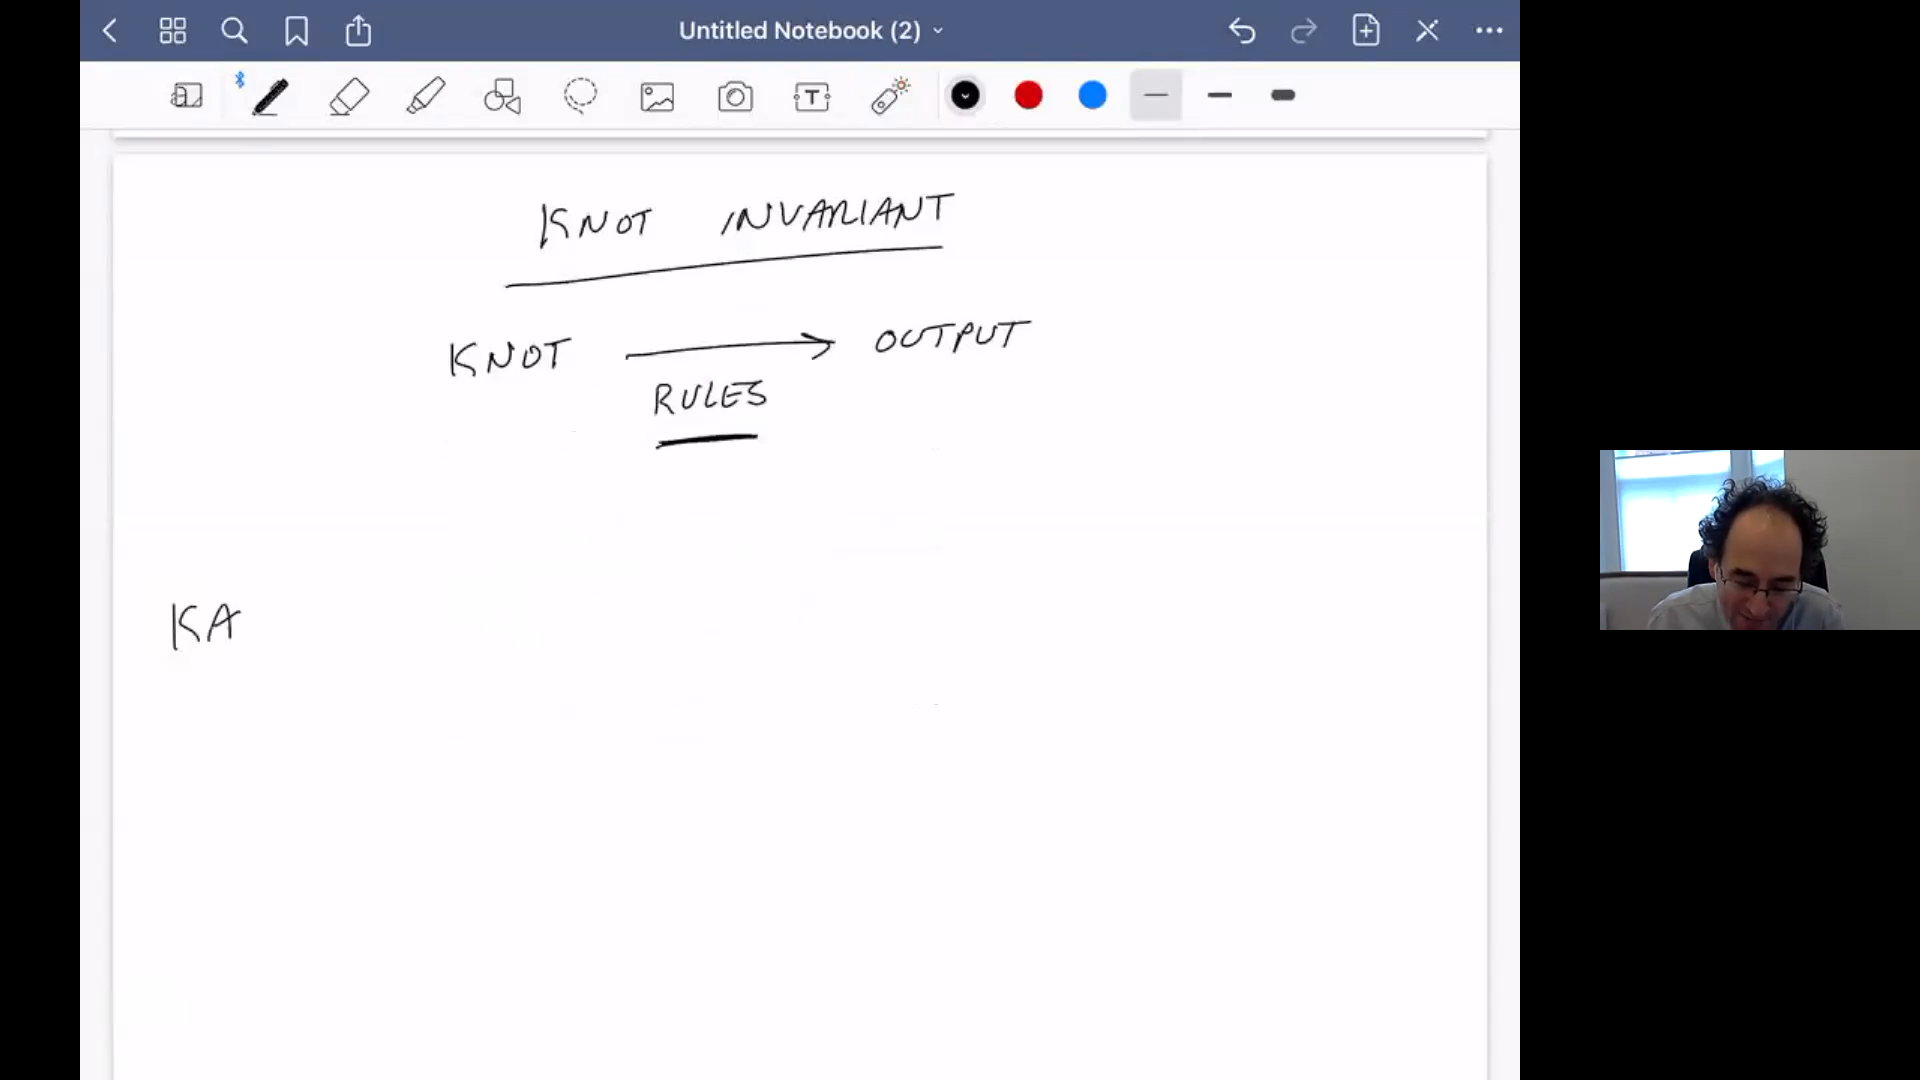 Untitled Notebook (2)
KNOT INVARIANT
KNOT OUTPUT
RULES
KA